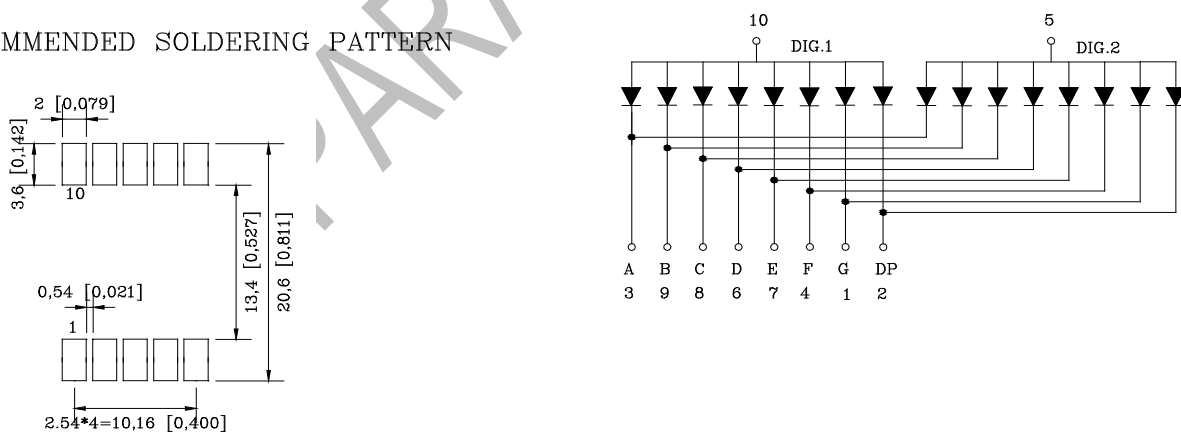 MMENDED SOLDERING PATTERN
2 [0,079]
3,6 [0,142]
10
13,4 [0,527]
20,6 [0,811]
0,54 [0,021]
1
2.54*4=10,16 [0,400]
PARA
10
DIG.1
5
DIG.2
A B C D E F G DP
3 9 8 6 7 4 1 2